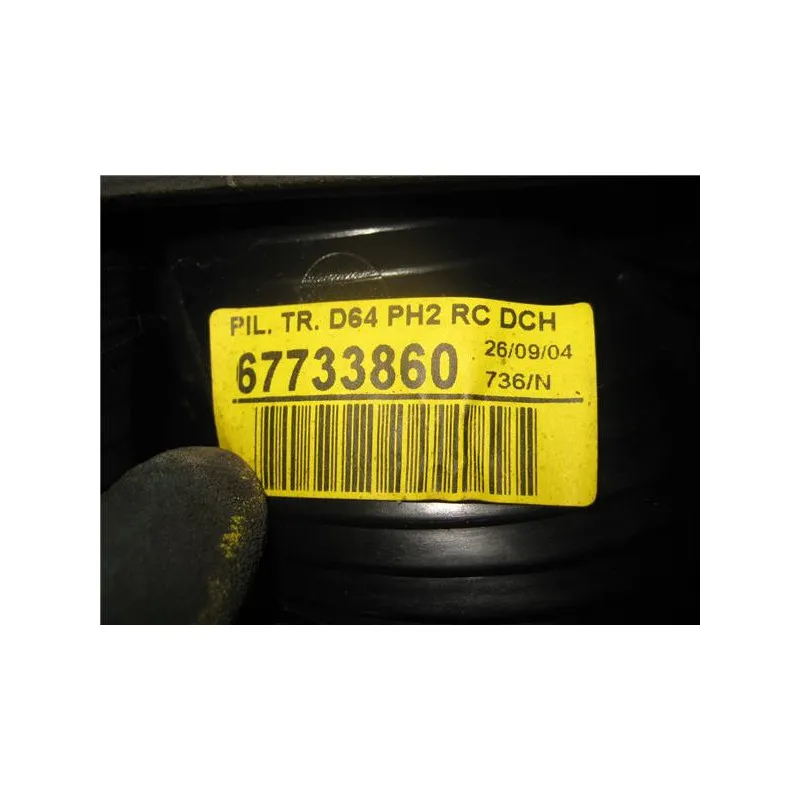 PIL. TR. D64 PH2 RC DCH
67733860 26/09/04
736/N